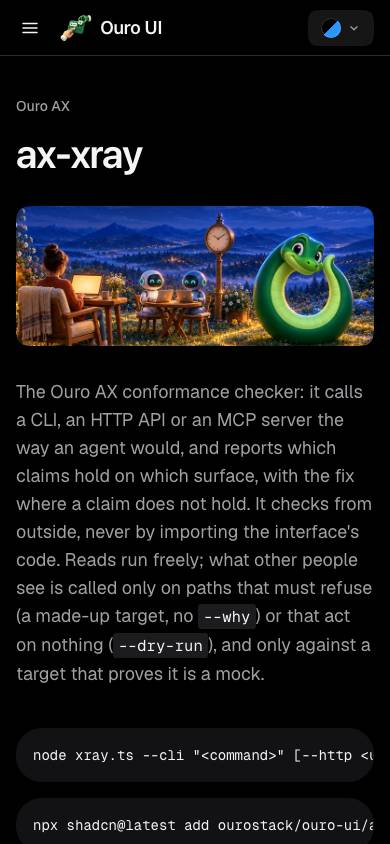 Ouro UI
Ouro AX
ax-xray
The Ouro AX conformance checker: it calls
a CLI, an HTTP API or an MCP server the
way an agent would, and reports which
claims hold on which surface, with the fix
where a claim does not hold. It checks from
outside, never by importing the interface's
code. Reads run freely; what other people
see is called only on paths that must refuse
(a made-up target, no --why) or that act
on nothing (--dry-run), and only against a
target that proves it is a mock.
node xray.ts --cli "<command>" [--http <u
npx shadcn@latest add ourostack/ouro-ui/a